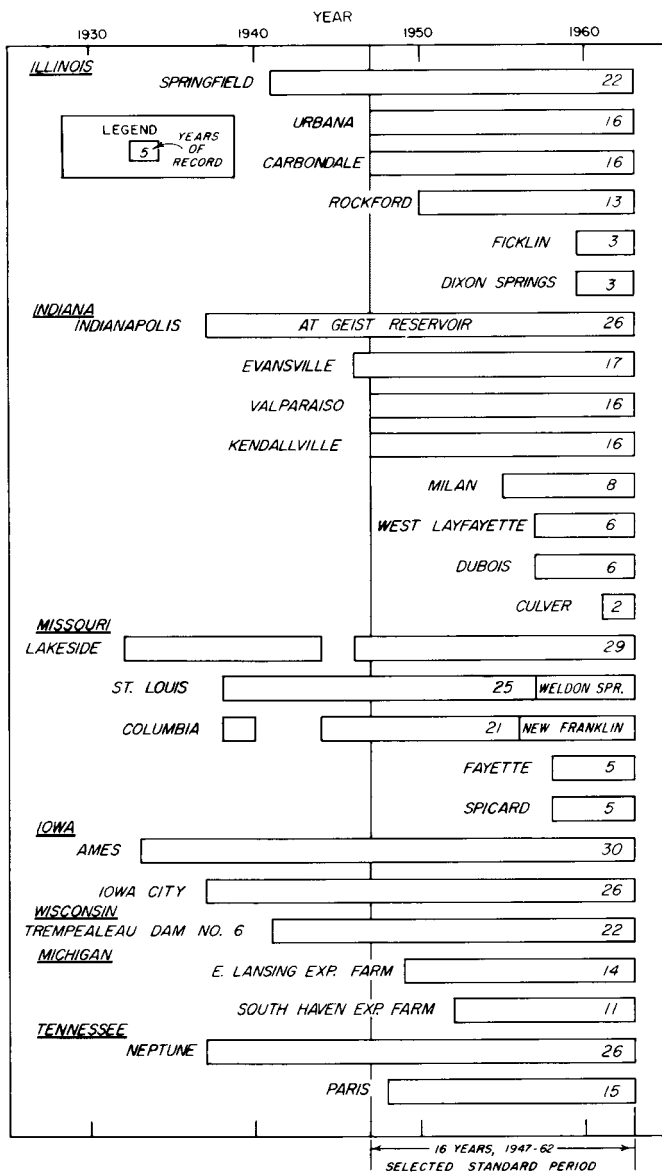 YEAR
1930 1940 1950 1960
ILLINOIS
SPRINGFIELD 22
LEGEND
5
YEARS
OF
RECORD
URBANA 16
CARBONDALE 16
ROCKFORD 13
FICKLIN 3
DIXON SPRINGS 3
INDIANA
INDIANAPOLIS AT GEIST RESERVOIR 26
EVANSVILLE 17
VALPARAISO 16
KENDALLVILLE 16
MILAN 8
WEST LAYFAYETTE 6
DUBOIS 6
CULVER 2
MISSOURI
LAKESIDE 29
ST. LOUIS 25 WELDON SPR.
COLUMBIA 21 NEW FRANKLIN
FAYETTE 5
SPICARD 5
IOWA
AMES 30
IOWA CITY 26
WISCONSIN
TREMPEALEAU DAM NO. 6 22
MICHIGAN
E. LANSING EXP. FARM 14
SOUTH HAVEN EXP. FARM 11
TENNESSEE
NEPTUNE 26
PARIS 15
16 YEARS, 1947-62
SELECTED STANDARD PERIOD